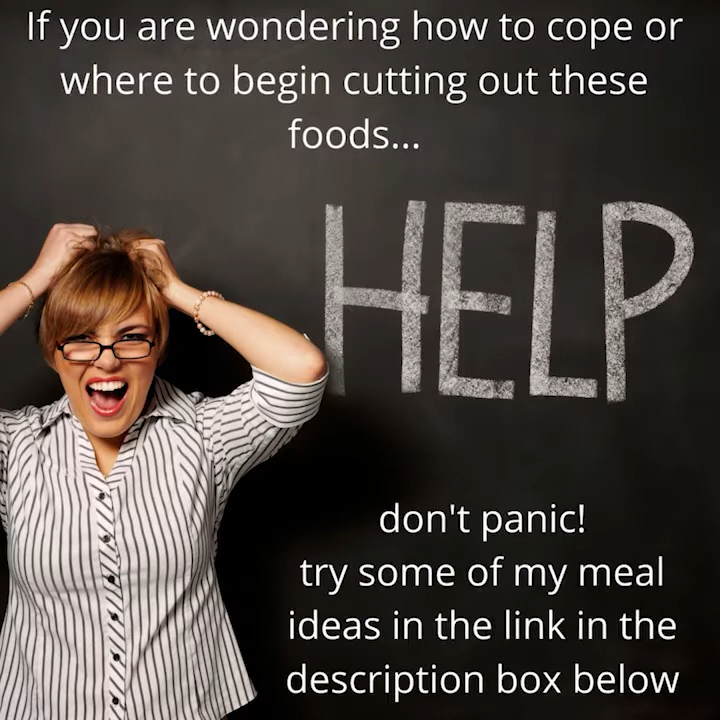 If you are wondering how to cope or
where to begin cutting out these
foods...
HELP
don't panic!
try some of my meal
ideas in the link in the
description box below